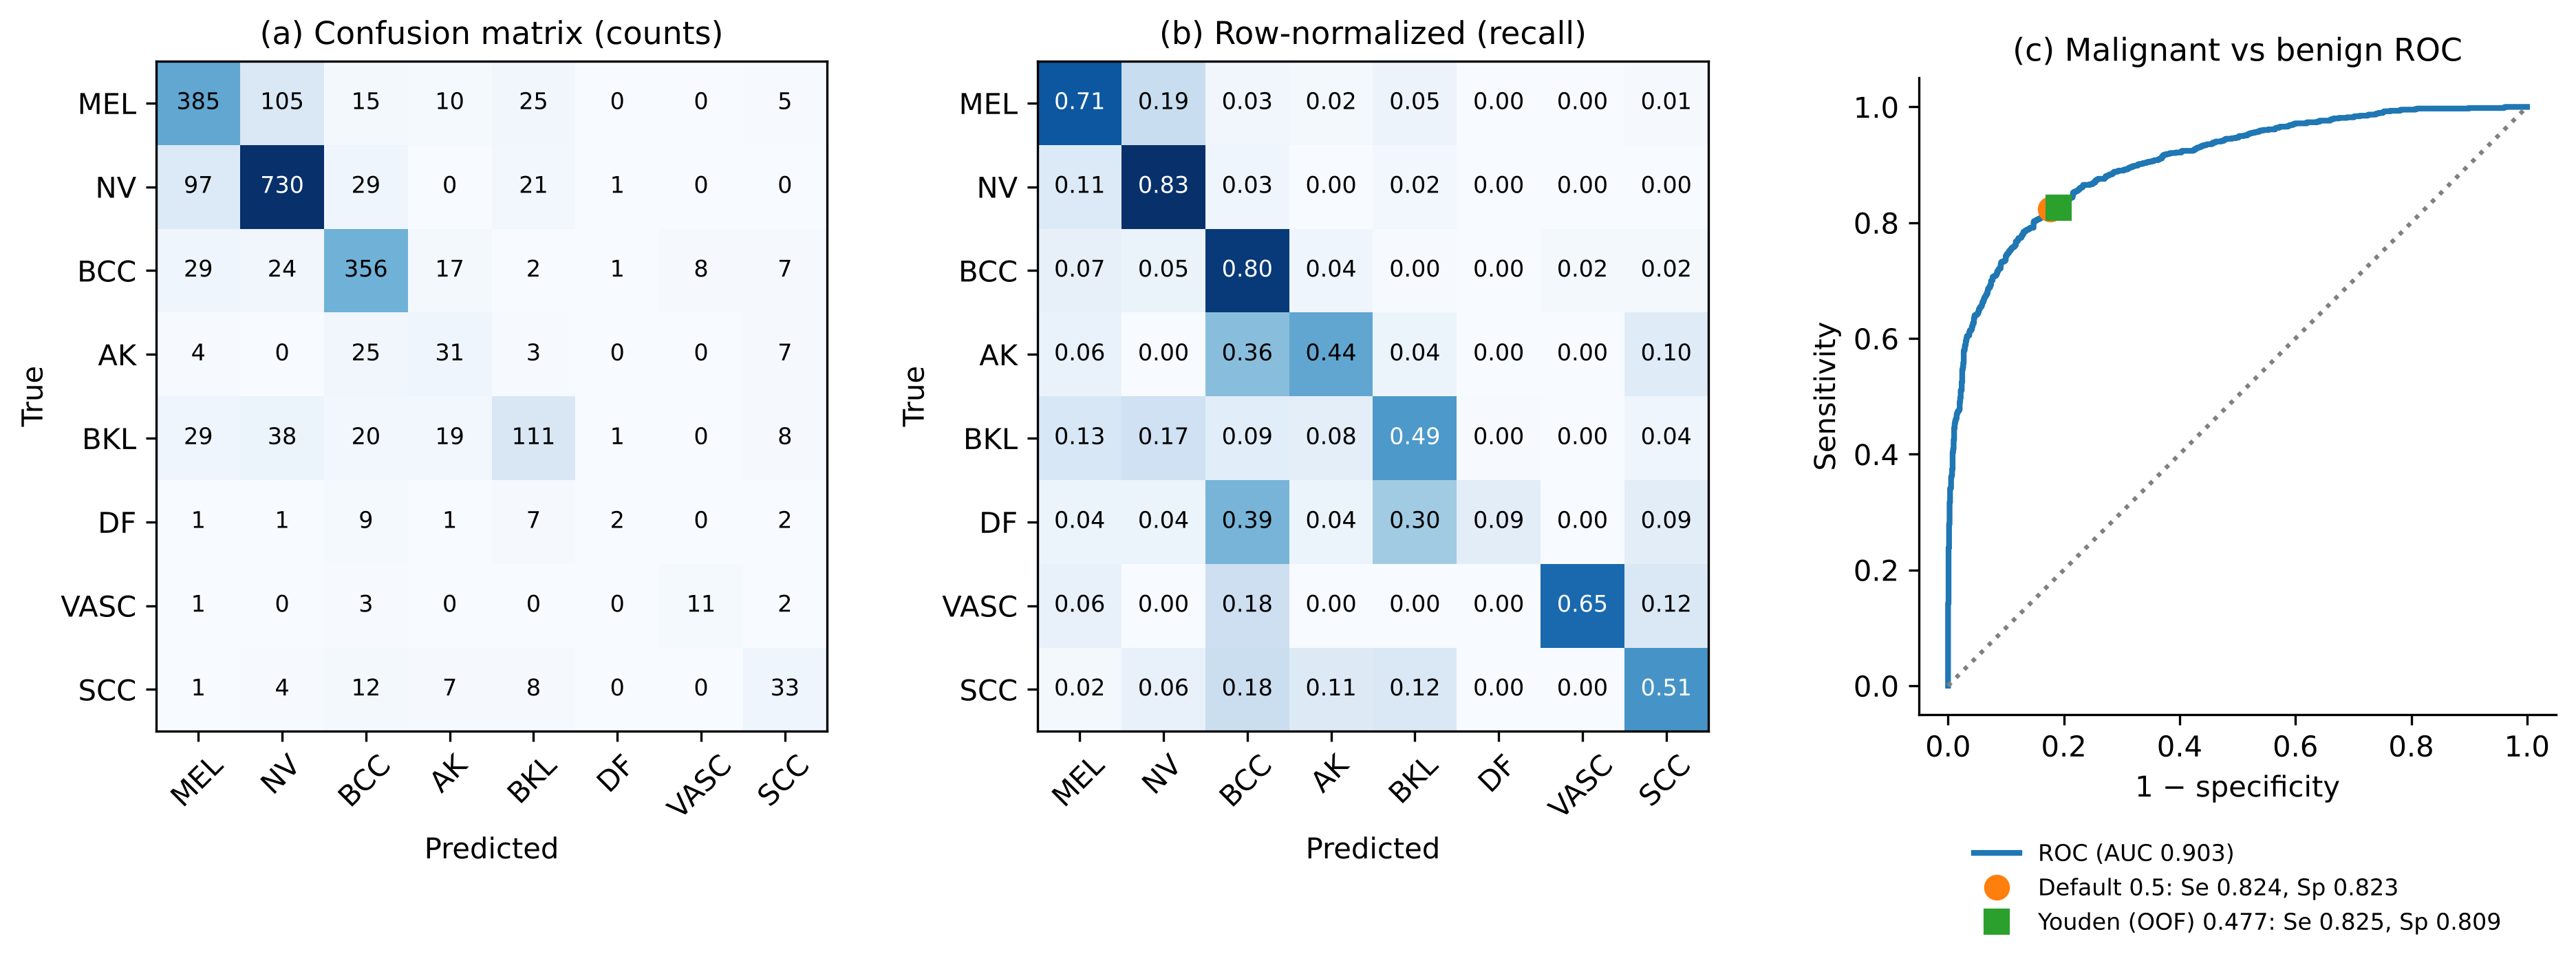 (a) Confusion matrix (counts)
True
MEL 385 105 15 10 25 0 0 5
NV 97 730 29 0 21 1 0 0
BCC 29 24 356 17 2 1 8 7
AK 4 0 25 31 3 0 0 7
BKL 29 38 20 19 111 1 0 8
DF 1 1 9 1 7 2 0 2
VASC 1 0 3 0 0 0 11 2
SCC 1 4 12 7 8 0 0 33
MEL NV BCC AK BKL DF VASC SCC
Predicted
(b) Row-normalized (recall)
True
MEL 0.71 0.19 0.03 0.02 0.05 0.00 0.00 0.01
NV 0.11 0.83 0.03 0.00 0.02 0.00 0.00 0.00
BCC 0.07 0.05 0.80 0.04 0.00 0.00 0.02 0.02
AK 0.06 0.00 0.36 0.44 0.04 0.00 0.00 0.10
BKL 0.13 0.17 0.09 0.08 0.49 0.00 0.00 0.04
DF 0.04 0.04 0.39 0.04 0.30 0.09 0.00 0.09
VASC 0.06 0.00 0.18 0.00 0.00 0.00 0.65 0.12
SCC 0.02 0.06 0.18 0.11 0.12 0.00 0.00 0.51
MEL NV BCC AK BKL DF VASC SCC
Predicted
(c) Malignant vs benign ROC
Sensitivity
1.0
0.8
0.6
0.4
0.2
0.0
0.0 0.2 0.4 0.6 0.8 1.0
1 − specificity
ROC (AUC 0.903)
Default 0.5: Se 0.824, Sp 0.823
Youden (OOF) 0.477: Se 0.825, Sp 0.809